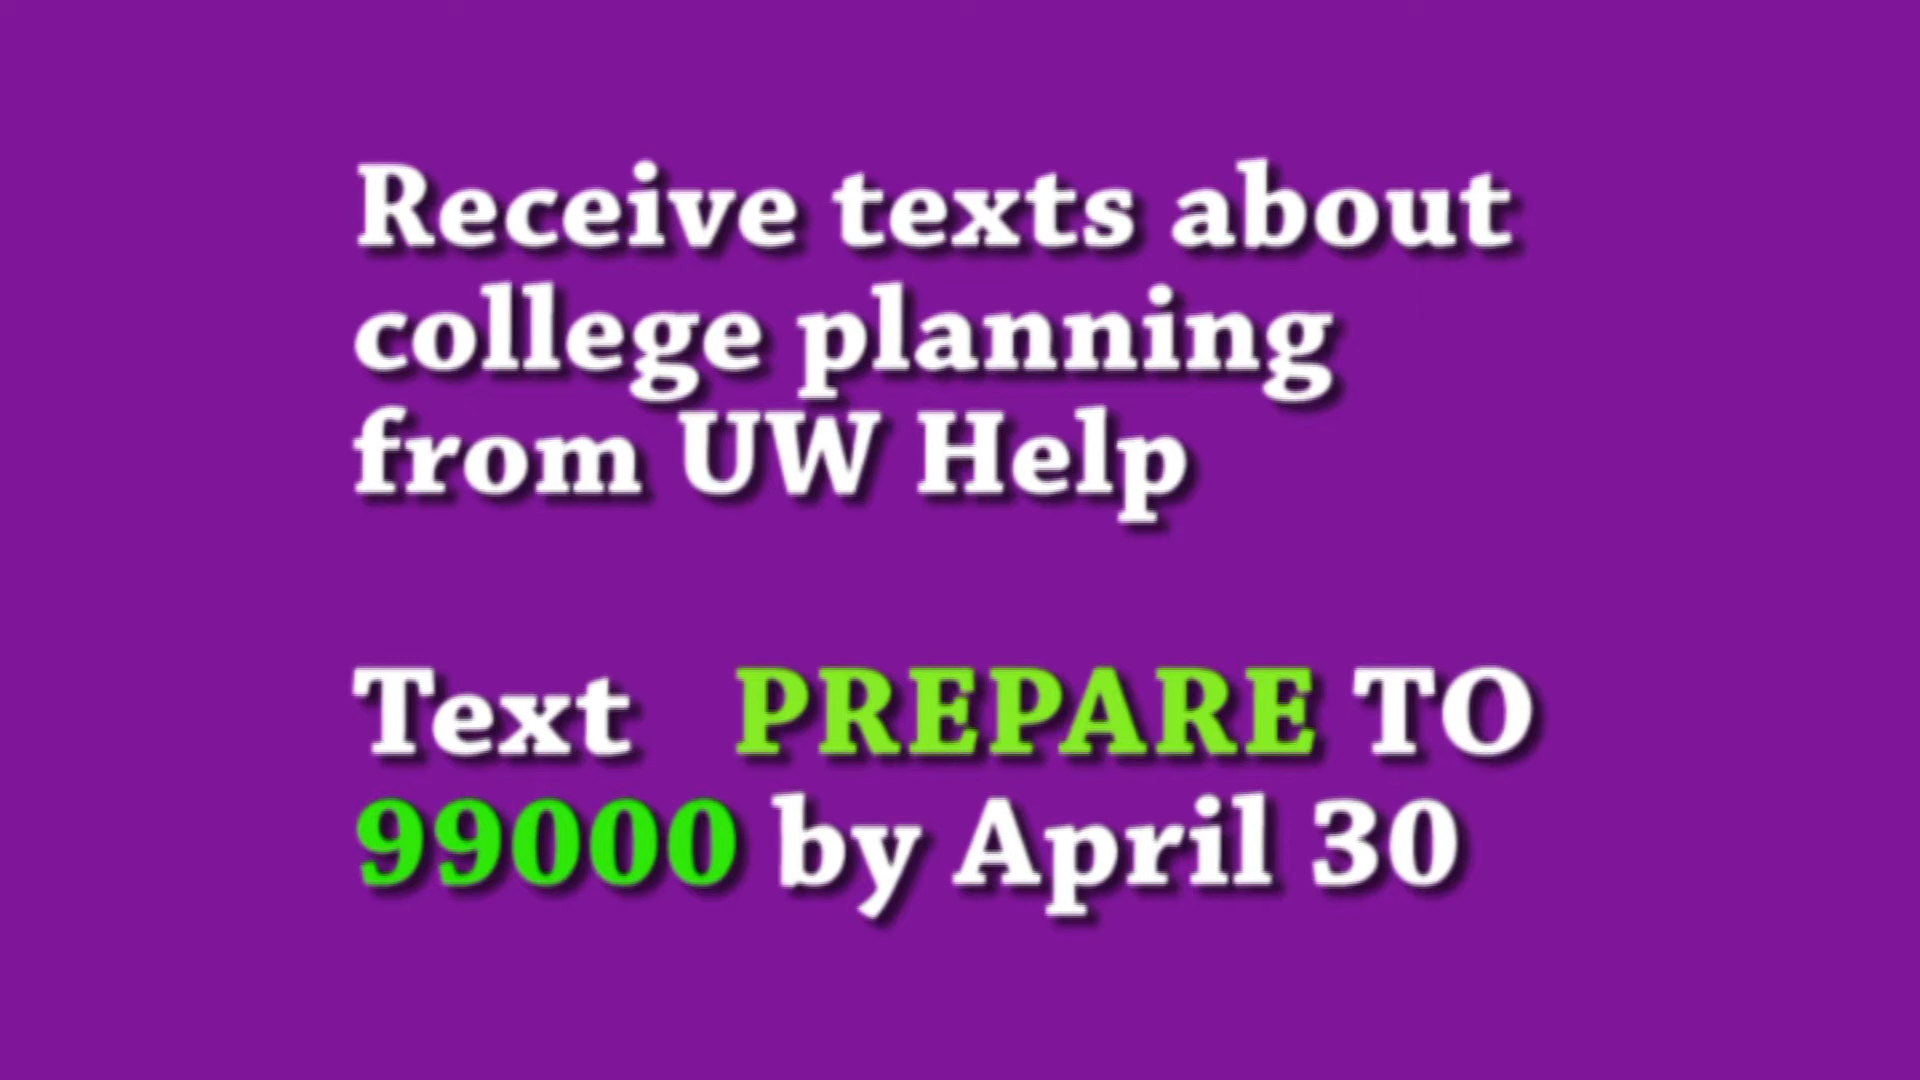 Receive texts about
college planning
from UW Help
Text PREPARE TO
99000 by April 30